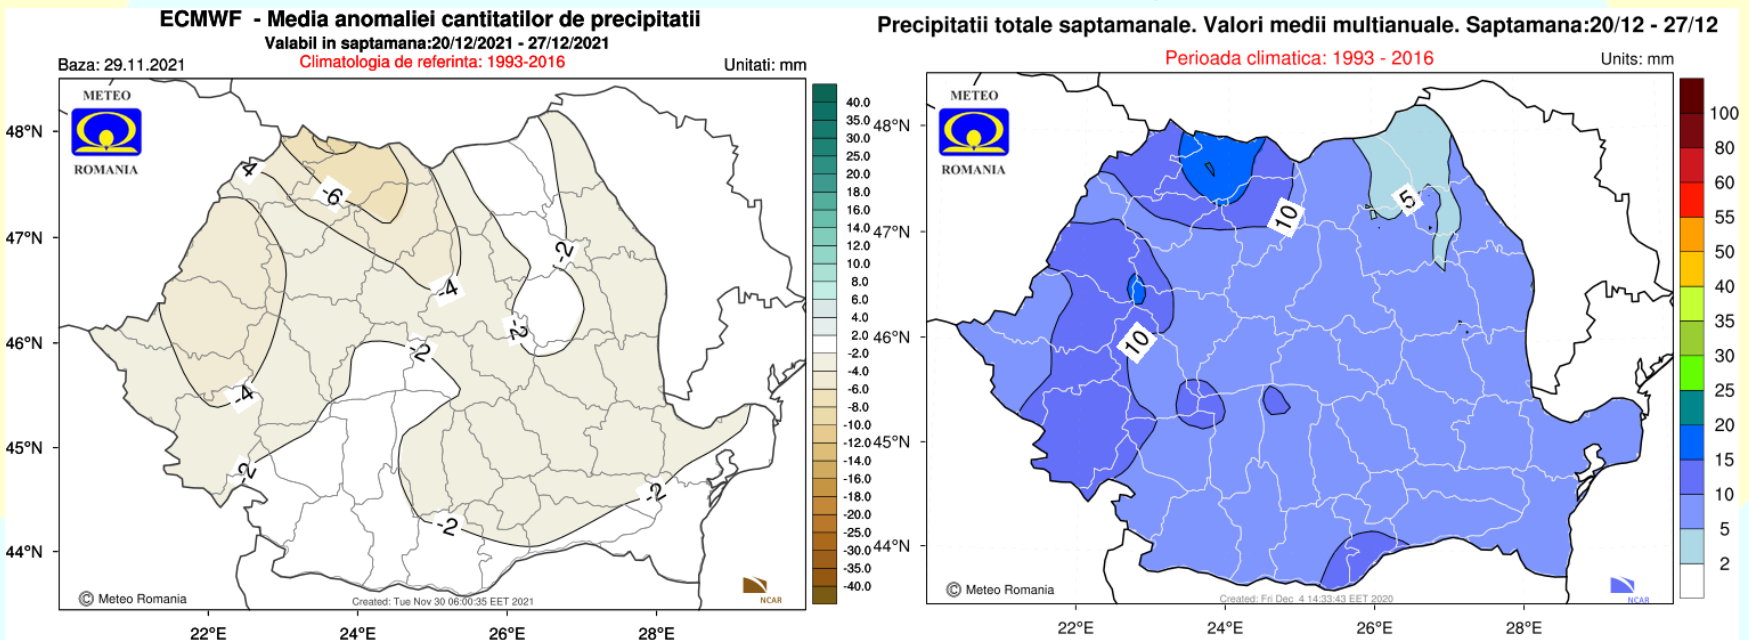 ECMWF - Media anomaliei cantitatilor de precipitatii
Valabil in saptamana:20/12/2021 - 27/12/2021
Baza: 29.11.2021
Climatologia de referinta: 1993-2016
Unitati: mm
METEO
ROMANIA
48°N
47°N
46°N
45°N
44°N
22°E
24°E
26°E
28°E
4
-6
-4
-2
-2
-2
-4
-2
-2
-2
40.0
35.0
30.0
25.0
20.0
18.0
16.0
14.0
12.0
10.0
8.0
6.0
4.0
2.0
-2.0
-4.0
-6.0
-8.0
-10.0
-12.0
-14.0
-16.0
-18.0
-20.0
-25.0
-30.0
-35.0
-40.0
© Meteo Romania
Created: Tue Nov 30 06:00:35 EET 2021
NCAR
Precipitatii totale saptamanale. Valori medii multianuale. Saptamana:20/12 - 27/12
Perioada climatica: 1993 - 2016
Units: mm
METEO
ROMANIA
48°N
47°N
46°N
45°N
44°N
22°E
24°E
26°E
28°E
5
10
10
100
80
60
55
50
40
35
30
25
20
15
10
5
2
© Meteo Romania
Created: Fri Dec 4 14:33:43 EET 2020
NCAR